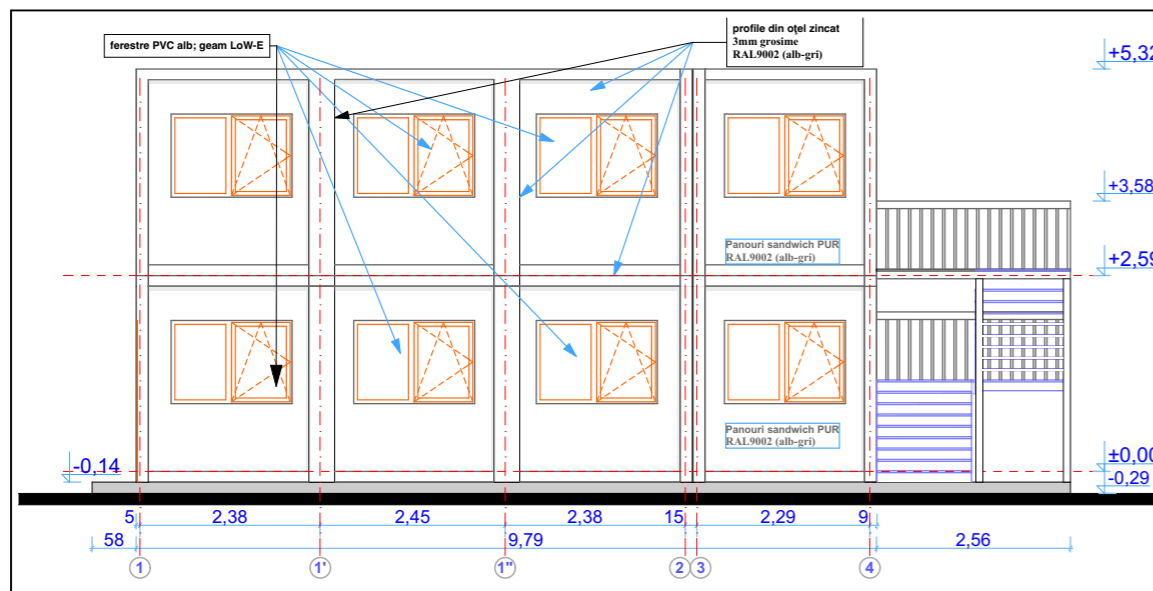 profile din oțel zincat
3mm grosime
RAL9002 (alb-gri)
ferestre PVC alb; geam LoW-E
+5,32
+3,58
Panouri sandwich PUR
RAL9002 (alb-gri)
+2,59
Panouri sandwich PUR
RAL9002 (alb-gri)
-0,14
±0,00
-0,29
5 2,38 2,45 2,38 15 2,29 9
58 9,79 2,56
1 1' 1" 2 3 4